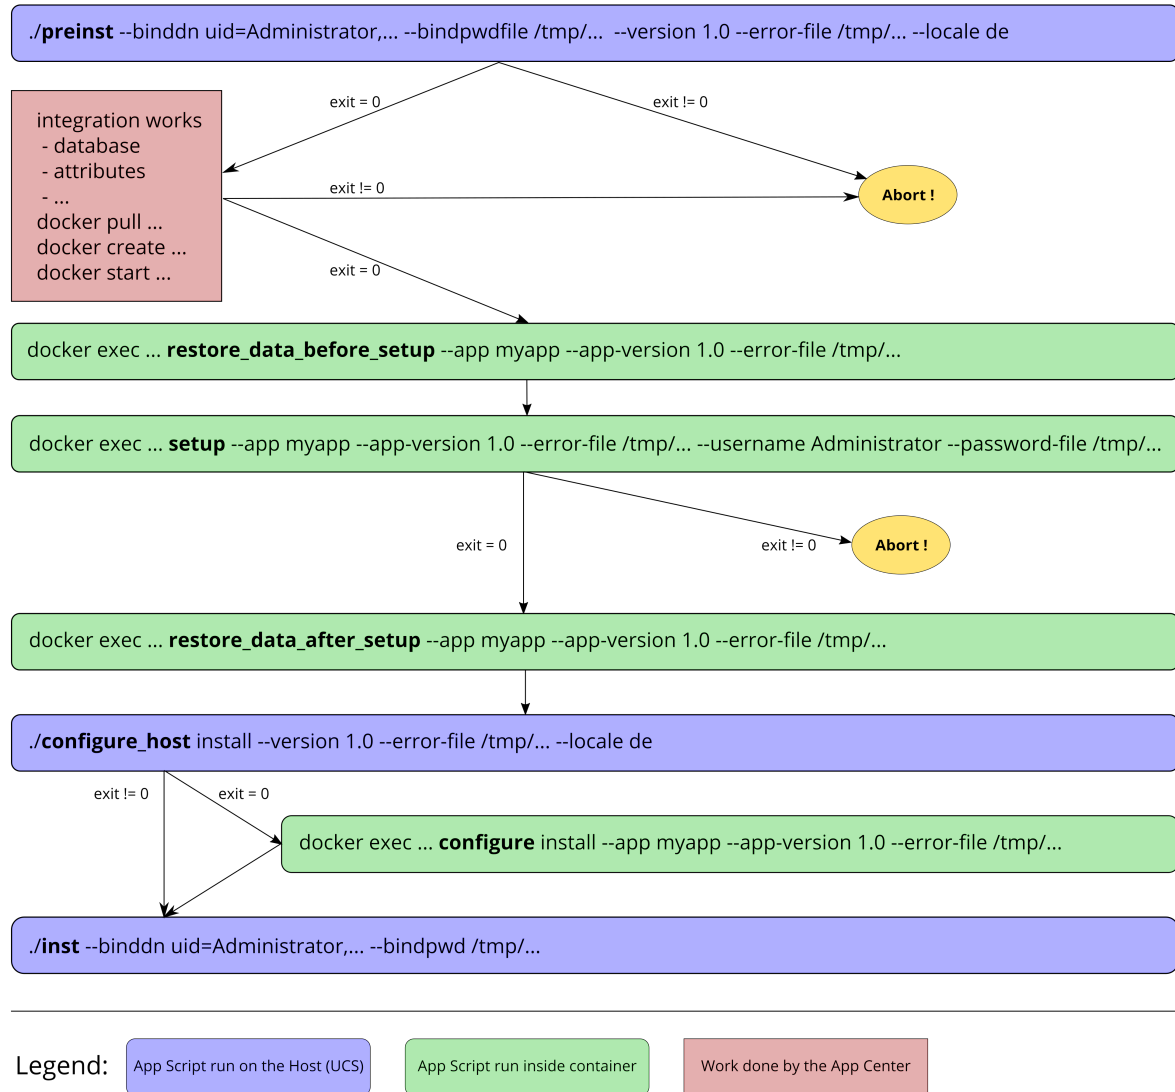 ./preinst --binddn uid=Administrator,... --bindpwdfile /tmp/...  --version 1.0 --error-file /tmp/... --locale de
exit = 0
exit != 0
integration works
- database
- attributes
- ...
docker pull ...
docker create ...
docker start ...
exit != 0
Abort !
exit = 0
docker exec ... restore_data_before_setup --app myapp --app-version 1.0 --error-file /tmp/...
docker exec ... setup --app myapp --app-version 1.0 --error-file /tmp/... --username Administrator --password-file /tmp/...
exit = 0
exit != 0
Abort !
docker exec ... restore_data_after_setup --app myapp --app-version 1.0 --error-file /tmp/...
./configure_host install --version 1.0 --error-file /tmp/... --locale de
exit != 0
exit = 0
docker exec ... configure install --app myapp --app-version 1.0 --error-file /tmp/...
./inst --binddn uid=Administrator,... --bindpwd /tmp/...
Legend:
App Script run on the Host (UCS)
App Script run inside container
Work done by the App Center